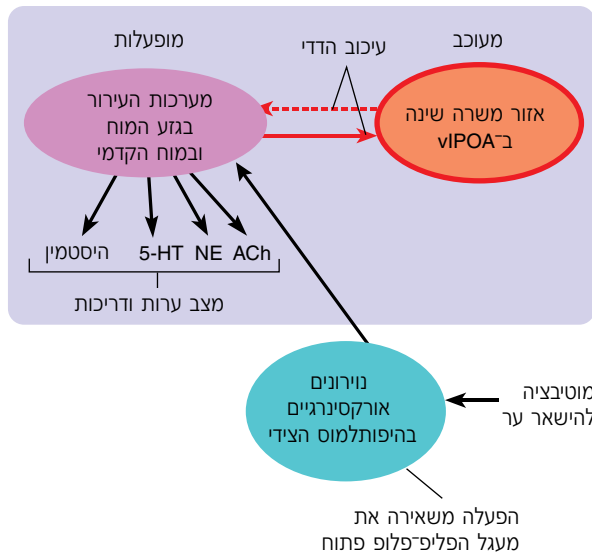 מעוכב
עיכוב הדדי
מופעלות
אזור משרה שינה
ב־vlPOA
מערכות העירור
בגזע המוח
ובמוח הקדמי
ACh
NE
5-HT
היסטמין
מצב ערות ודריכות
נוירונים
אורקסינרגיים
בהיפותלמוס הצידי
מוטיבציה
להישאר ער
הפעלה משאירה את
מעגל הפליפ־פלופ פתוח